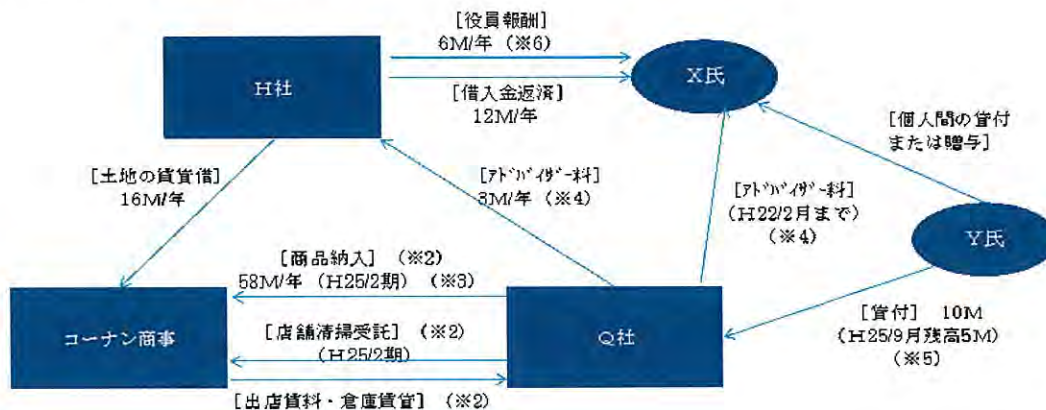 [役員報酬]
6M/年 (※6)
H社
X氏
[借入金返済]
12M/年
[個人間の貸付
または贈与]
[土地の賃貸借]
16M/年
[ｱﾄﾞﾊﾞｲｻﾞｰ料]
3M/年 (※4)
[ｱﾄﾞﾊﾞｲｻﾞｰ料]
(H22/2月まで)
(※4)
Y氏
[商品納入] (※2)
58M/年 (H25/2期) (※3)
コーナン商事
[店舗清掃受託] (※2)
(H25/2期)
Q社
[貸付] 10M
(H25/9月残高5M)
(※5)
[出店賃料・倉庫賃貸] (※2)